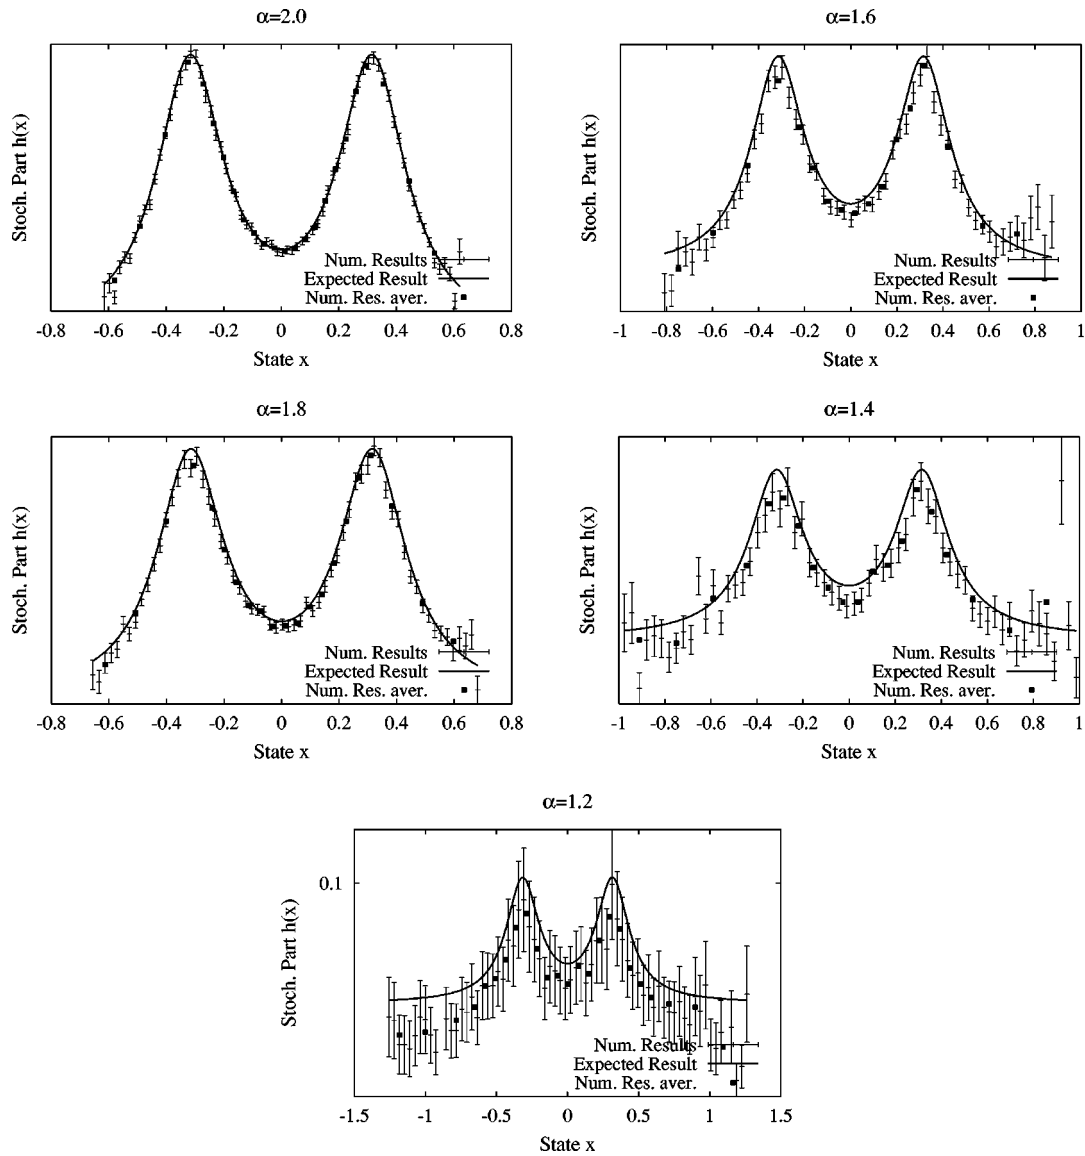 α=2.0
Stoch. Part h(x)
Num. Results
Expected Result
Num. Res. aver.
-0.8 -0.6 -0.4 -0.2 0 0.2 0.4 0.6 0.8
State x
α=1.6
Stoch. Part h(x)
Num. Results
Expected Result
Num. Res. aver.
-1 -0.8 -0.6 -0.4 -0.2 0 0.2 0.4 0.6 0.8 1
State x
α=1.8
Stoch. Part h(x)
Num. Results
Expected Result
Num. Res. aver.
-0.8 -0.6 -0.4 -0.2 0 0.2 0.4 0.6 0.8
State x
α=1.4
Stoch. Part h(x)
Num. Results
Expected Result
Num. Res. aver.
-1 -0.8 -0.6 -0.4 -0.2 0 0.2 0.4 0.6 0.8 1
State x
α=1.2
0.1
Stoch. Part h(x)
Num. Results
Expected Result
Num. Res. aver.
-1.5 -1 -0.5 0 0.5 1 1.5
State x